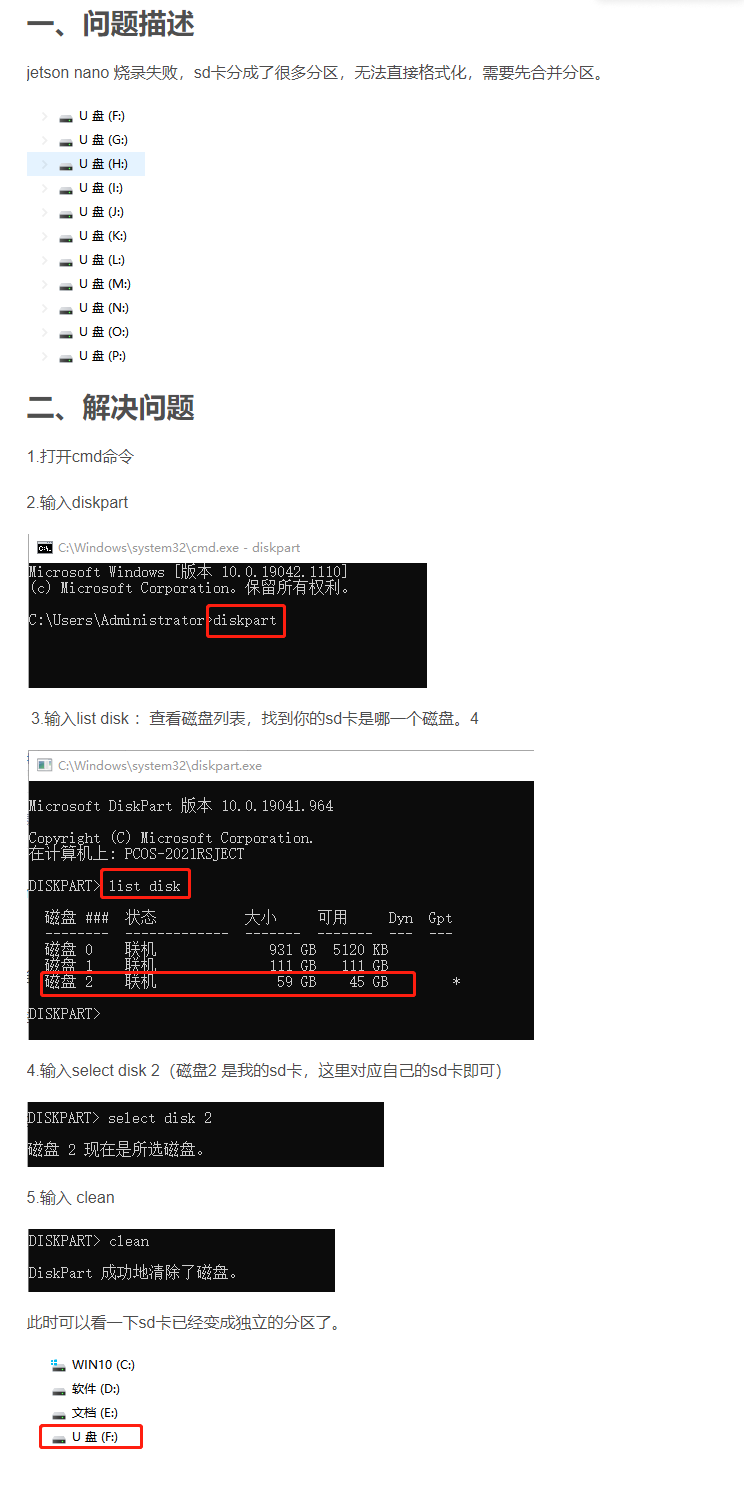 一、问题描述
jetson nano 烧录失败，sd卡分成了很多分区，无法直接格式化，需要先合并分区。
U 盘 (F:)
U 盘 (G:)
U 盘 (H:)
U 盘 (I:)
U 盘 (J:)
U 盘 (K:)
U 盘 (L:)
U 盘 (M:)
U 盘 (N:)
U 盘 (O:)
U 盘 (P:)
二、解决问题
1.打开cmd命令
2.输入diskpart
C:\Windows\system32\cmd.exe - diskpart
Microsoft Windows [版本 10.0.19042.1110]
(c) Microsoft Corporation。保留所有权利。
C:\Users\Administrator>diskpart
3.输入list disk ：查看磁盘列表，找到你的sd卡是哪一个磁盘。4
C:\Windows\system32\diskpart.exe
Microsoft DiskPart 版本 10.0.19041.964
Copyright (C) Microsoft Corporation.
在计算机上: PCOS-2021RSJECT
DISKPART> list disk
磁盘 ### 状态 大小 可用 Dyn Gpt
-------- ------------- ------- ------- --- ---
磁盘 0 联机 931 GB 5120 KB
磁盘 1 联机 111 GB 111 GB
磁盘 2 联机 59 GB 45 GB *
DISKPART>
4.输入select disk 2（磁盘2 是我的sd卡，这里对应自己的sd卡即可）
DISKPART> select disk 2
磁盘 2 现在是所选磁盘。
5.输入 clean
DISKPART> clean
DiskPart 成功地清除了磁盘。
此时可以看一下sd卡已经变成独立的分区了。
WIN10 (C:)
软件 (D:)
文档 (E:)
U 盘 (F:)